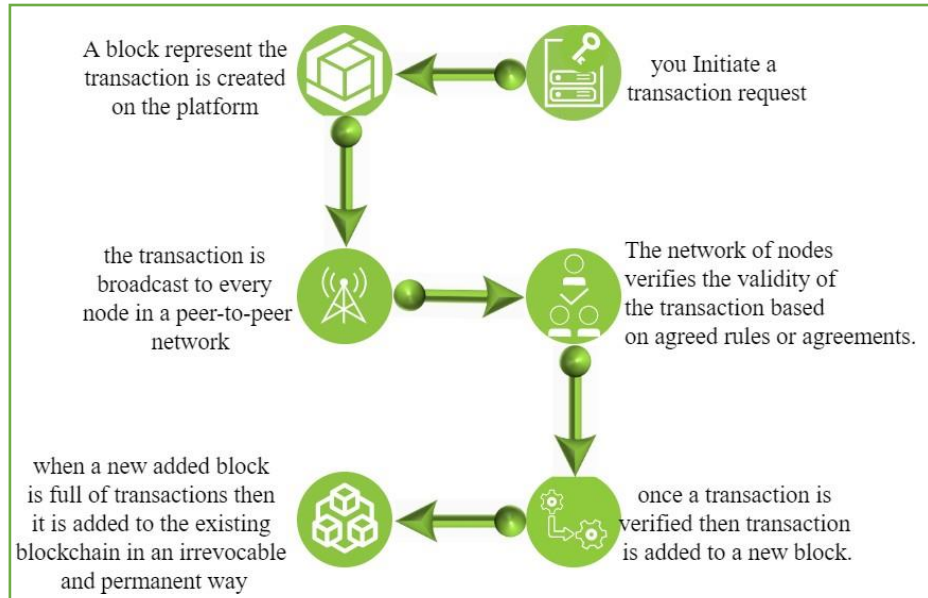 you Initiate a
transaction request
A block represent the
transaction is created
on the platform
the transaction is
broadcast to every
node in a peer-to-peer
network
The network of nodes
verifies the validity of
the transaction based
on agreed rules or agreements.
once a transaction is
verified then transaction
is added to a new block.
when a new added block
is full of transactions then
it is added to the existing
blockchain in an irrevocable
and permanent way